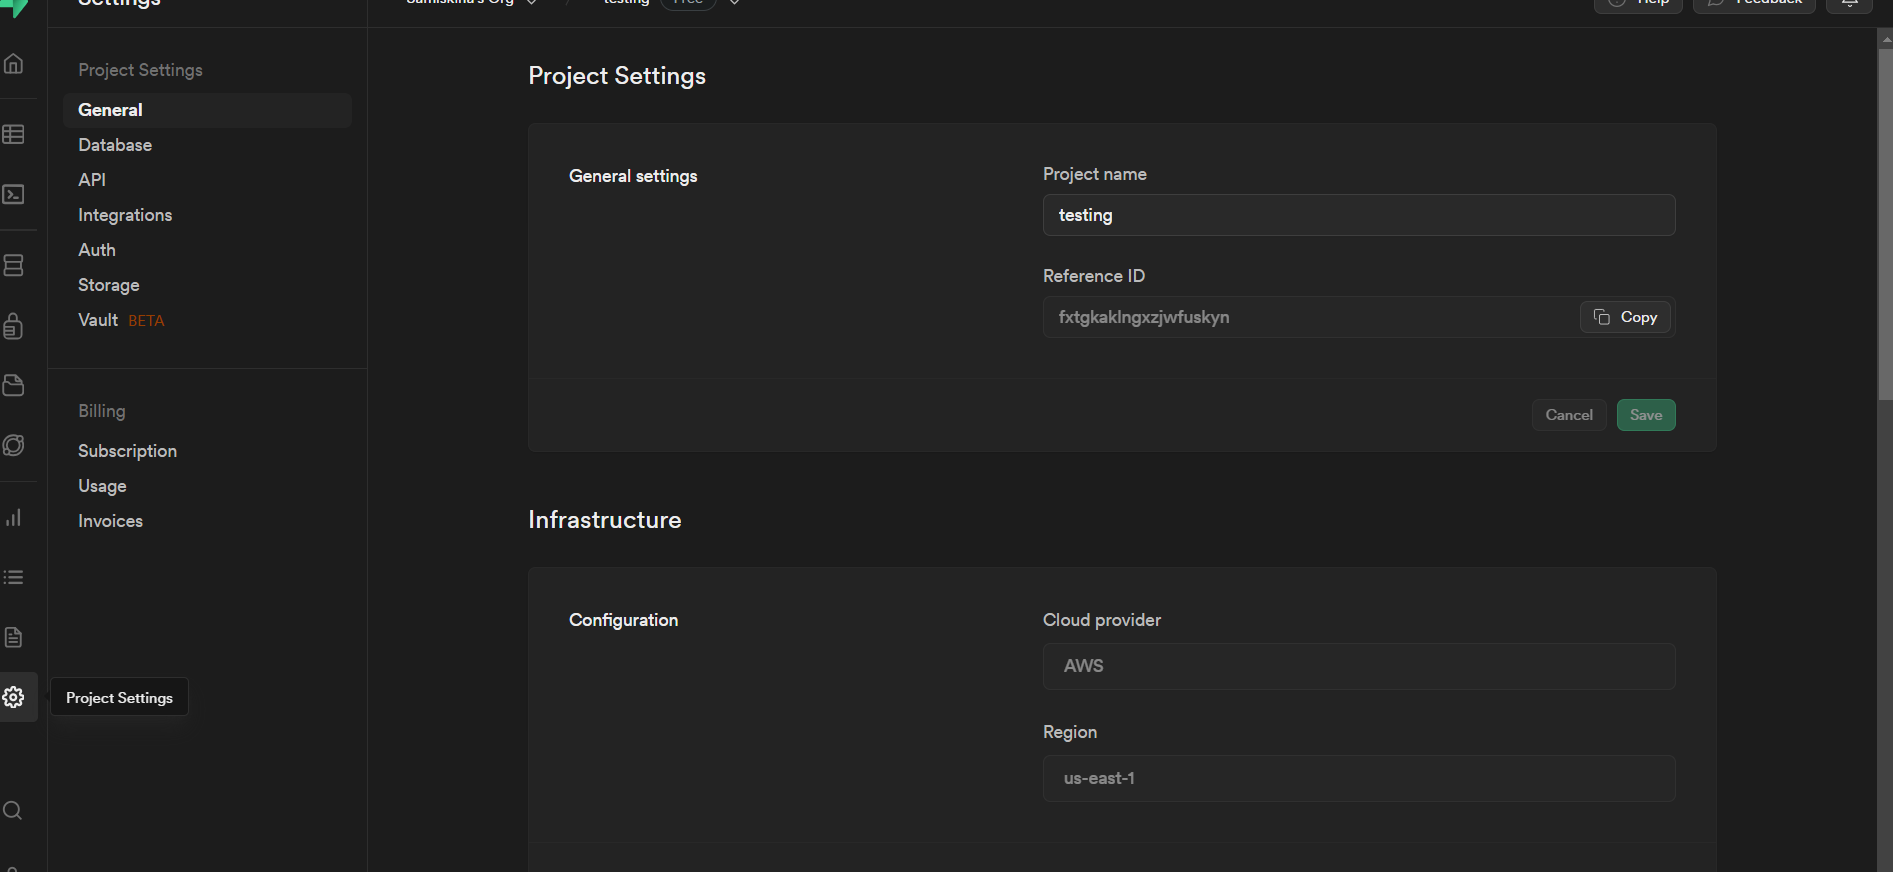 Settings
Samiskina's Org
testing
Free
Help
Feedback
Project Settings
General
Database
API
Integrations
Auth
Storage
Vault BETA
Billing
Subscription
Usage
Invoices
Project Settings
Project Settings
General settings
Project name
testing
Reference ID
fxtgkaklngxzjwfuskyn
Copy
Cancel
Save
Infrastructure
Configuration
Cloud provider
AWS
Region
us-east-1